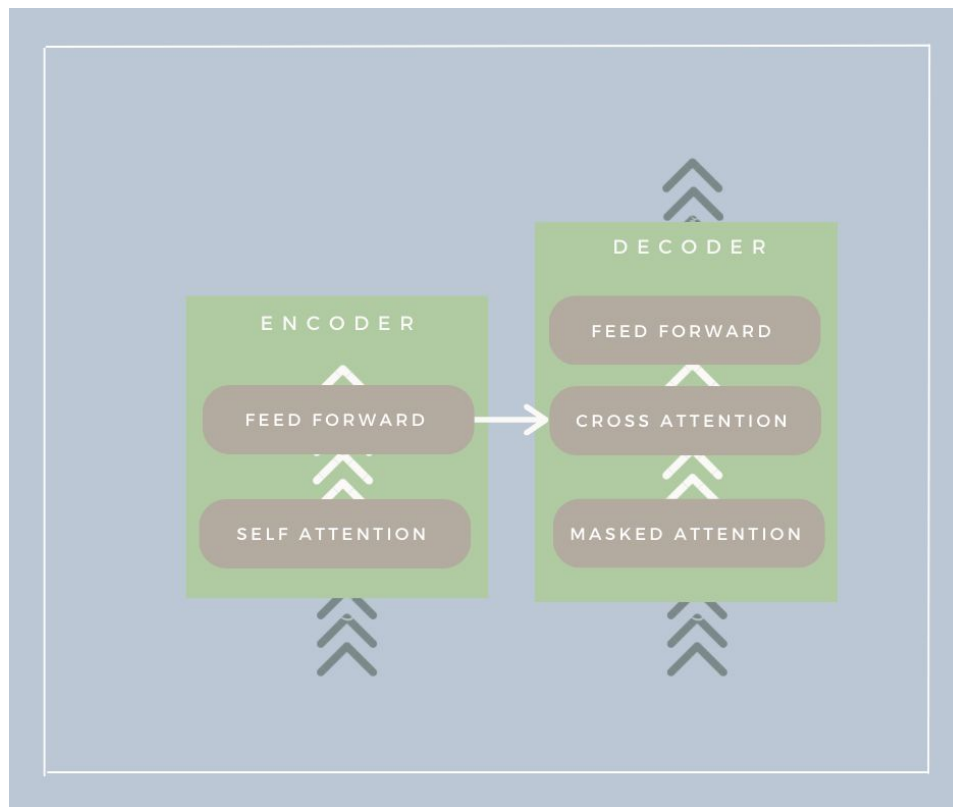 ENCODER
FEED FORWARD
SELF ATTENTION
DECODER
FEED FORWARD
CROSS ATTENTION
MASKED ATTENTION